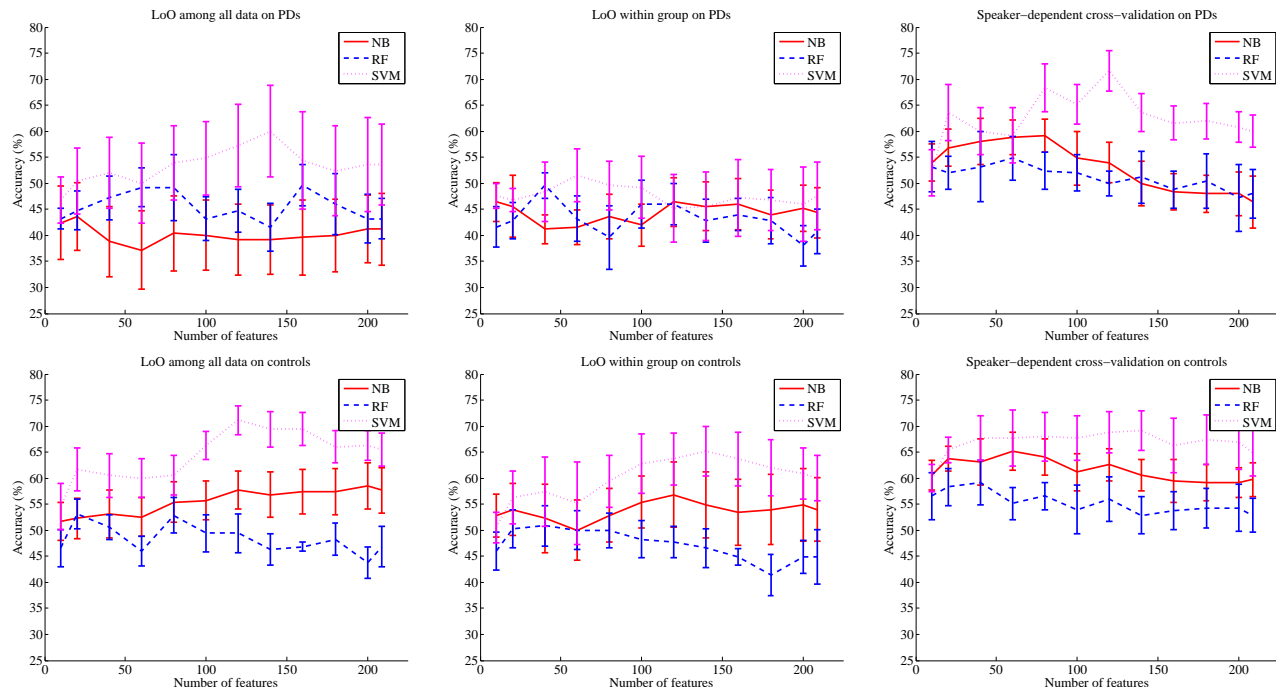 LoO among all data on PDs
LoO within group on PDs
Speaker−dependent cross−validation on PDs
80
75
70
65
60
55
50
45
40
35
30
25
Accuracy (%)
NB
RF
SVM
0 50 100 150 200
Number of features
80
75
70
65
60
55
50
45
40
35
30
25
Accuracy (%)
NB
RF
SVM
0 50 100 150 200
Number of features
80
75
70
65
60
55
50
45
40
35
30
25
Accuracy (%)
NB
RF
SVM
0 50 100 150 200
Number of features
LoO among all data on controls
LoO within group on controls
Speaker−dependent cross−validation on controls
80
75
70
65
60
55
50
45
40
35
30
25
Accuracy (%)
NB
RF
SVM
0 50 100 150 200
Number of features
80
75
70
65
60
55
50
45
40
35
30
25
Accuracy (%)
NB
RF
SVM
0 50 100 150 200
Number of features
80
75
70
65
60
55
50
45
40
35
30
25
Accuracy (%)
NB
RF
SVM
0 50 100 150 200
Number of features